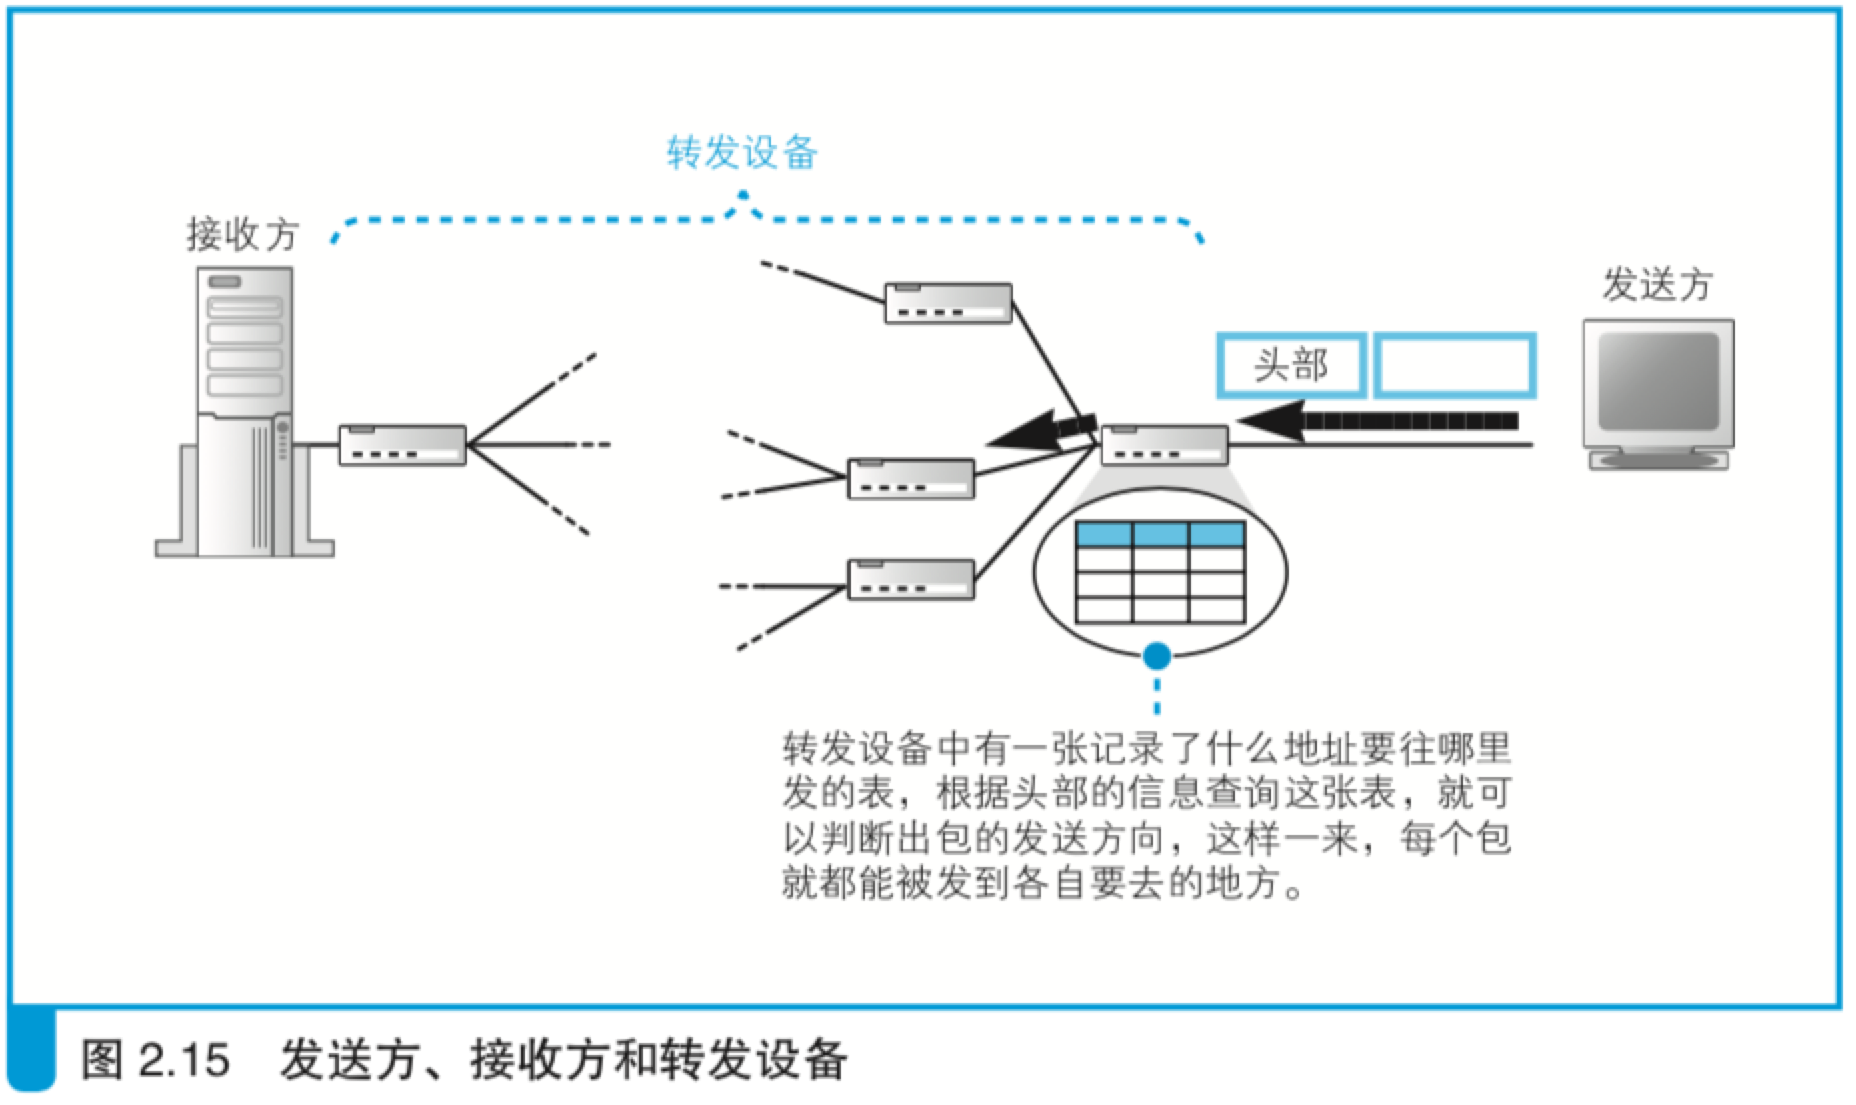 转发设备
接收方
发送方
头部
转发设备中有一张记录了什么地址要往哪里
发的表，根据头部的信息查询这张表，就可
以判断出包的发送方向，这样一来，每个包
就都能被发到各自要去的地方。
图 2.15 发送方、接收方和转发设备